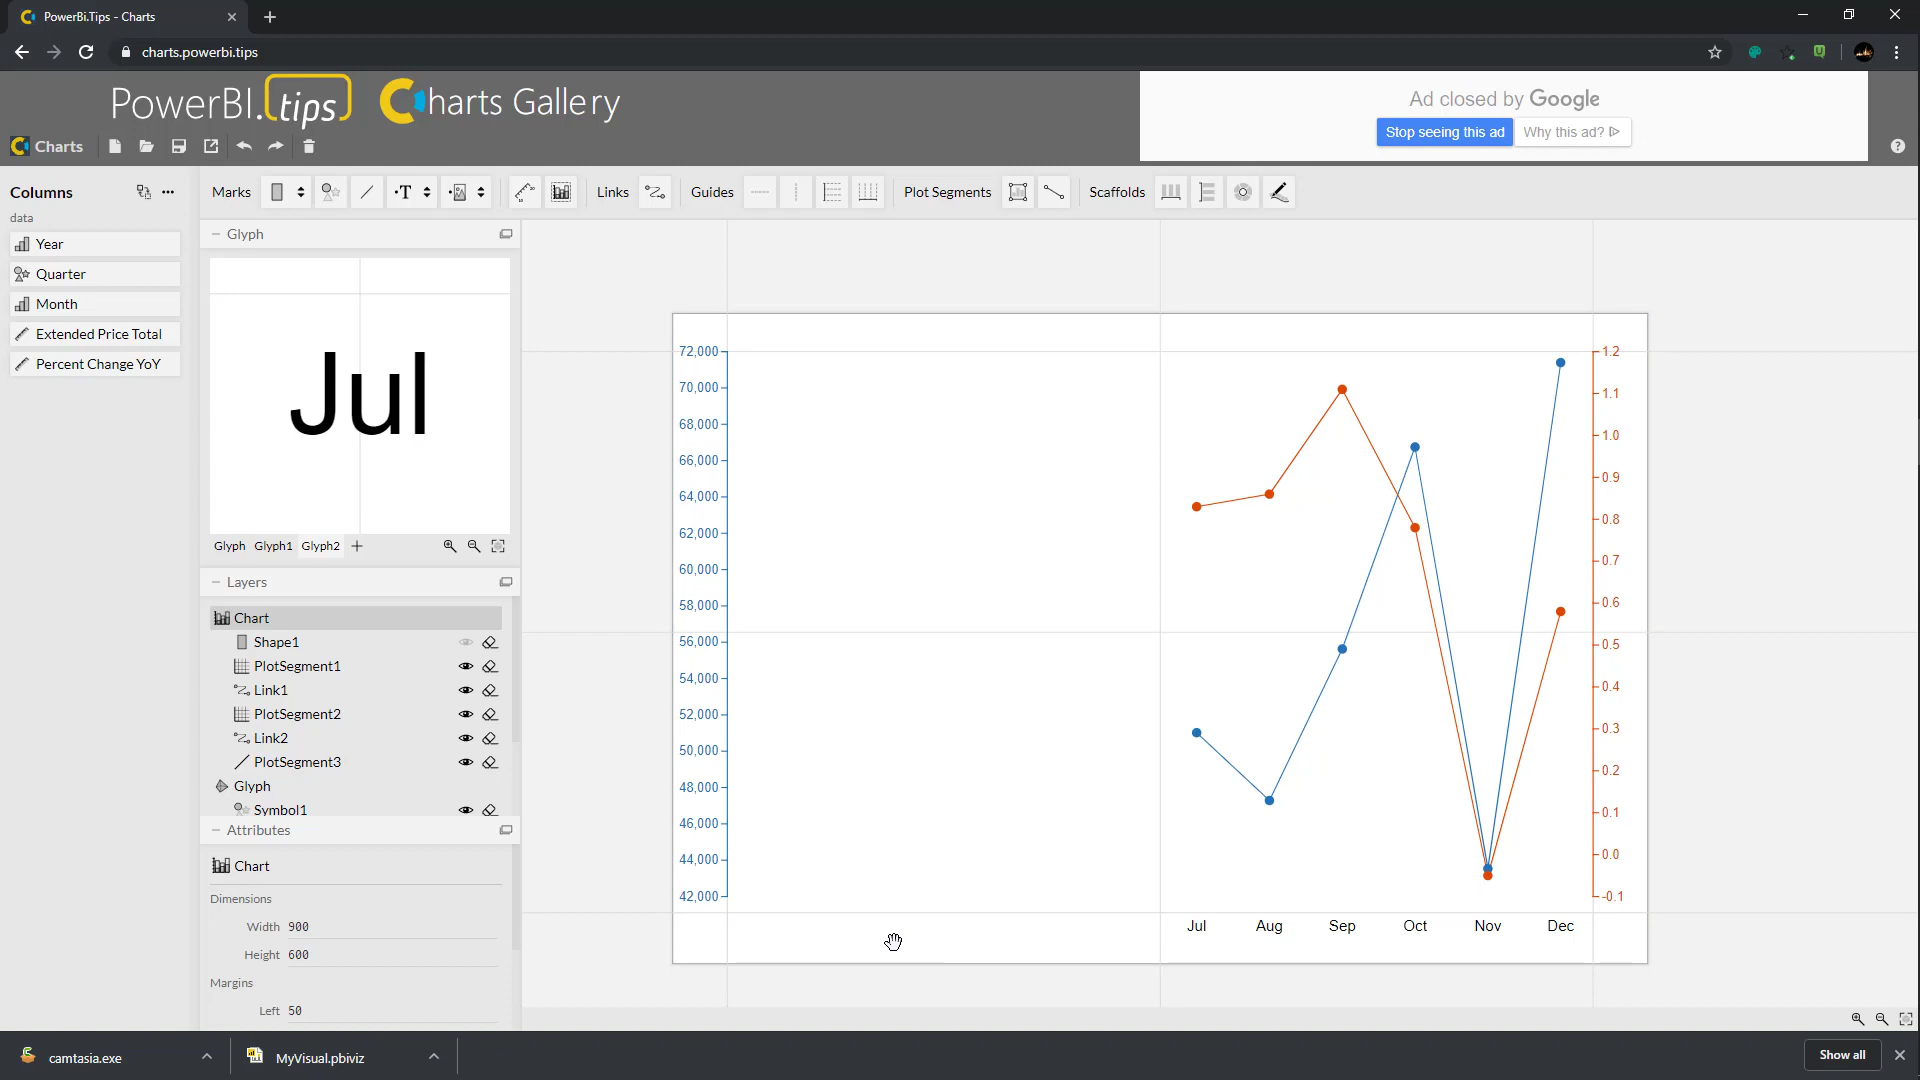 PowerBi.Tips - Charts
charts.powerbi.tips
PowerBI.tips Charts Gallery
Ad closed by Google
Stop seeing this ad
Why this ad?
Charts
Columns
Marks
T
Links
Guides
Plot Segments
Scaffolds
data
Year
Quarter
Month
Extended Price Total
Percent Change YoY
Glyph
Jul
Glyph Glyph1 Glyph2 +
Layers
Chart
Shape1
PlotSegment1
Link1
PlotSegment2
Link2
PlotSegment3
Glyph
Symbol1
Attributes
Chart
Dimensions
Width 900
Height 600
Margins
Left 50
72,000
70,000
68,000
66,000
64,000
62,000
60,000
58,000
56,000
54,000
52,000
50,000
48,000
46,000
44,000
42,000
1.2
1.1
1.0
0.9
0.8
0.7
0.6
0.5
0.4
0.3
0.2
0.1
0.0
-0.1
Jul Aug Sep Oct Nov Dec
camtasia.exe
MyVisual.pbiviz
Show all